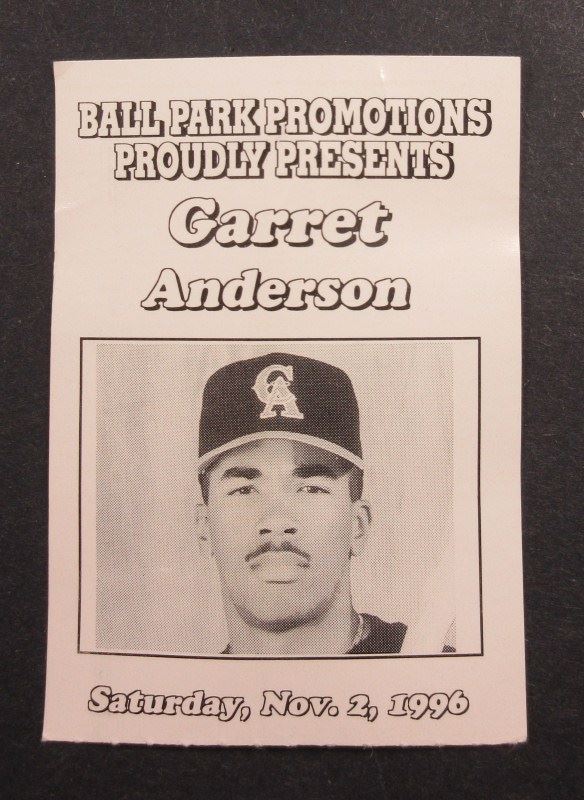 BALL PARK PROMOTIONS
PROUDLY PRESENTS
Garret
Anderson
CA
Saturday, Nov. 2, 1996